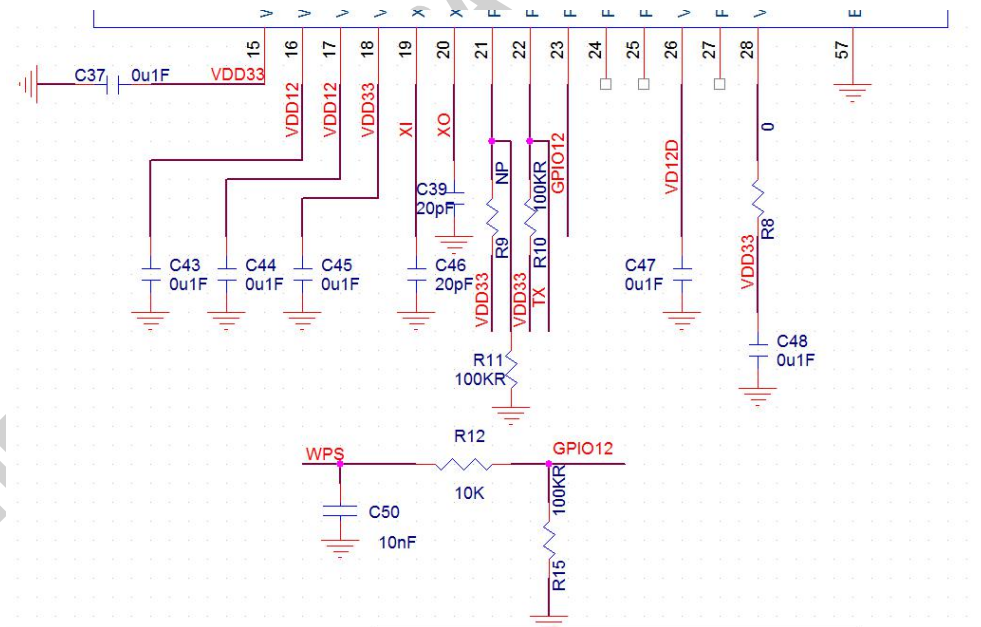 15
16
17
18
19
20
21
22
23
24
25
26
27
28
57
C37 0u1F VDD33
VDD12
VDD12
VDD33
XI
XO
GPIO12
VD12D
0
NP
100KR
C39
20pF
R9
R10
R8
C43
0u1F
C44
0u1F
C45
0u1F
C46
20pF
VDD33
VDD33
TX
C47
0u1F
VDD33
C48
0u1F
R11
100KR
R12
WPS
GPIO12
10K
100KR
C50
10nF
R15